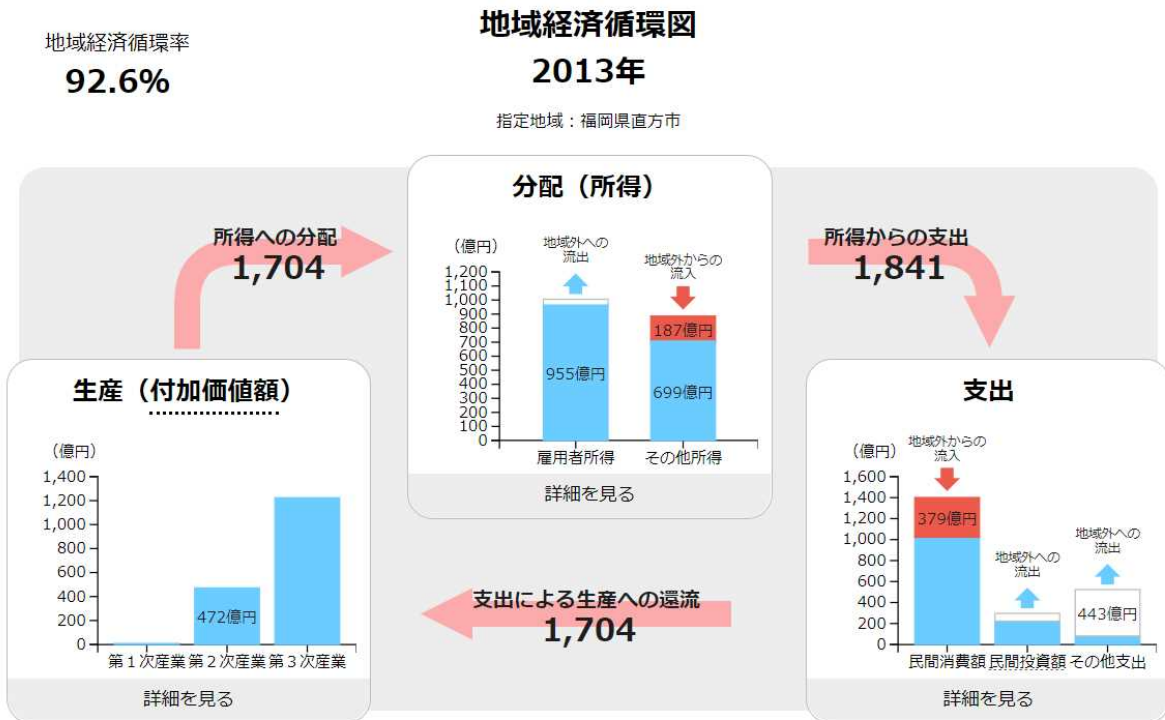 地域経済循環図
2013年
指定地域：福岡県直方市
地域経済循環率
92.6%
所得への分配
1,704
分配（所得）
（億円）
地域外への
流出
地域外からの
流入
1,200
1,100
1,000
900
800
700
600
500
400
300
200
100
0
187億円
955億円
699億円
雇用者所得 その他所得
詳細を見る
所得からの支出
1,841
生産（付加価値額）
（億円）
1,400
1,200
1,000
800
600
400
200
0
472億円
第１次産業 第２次産業 第３次産業
詳細を見る
支出による生産への還流
1,704
支出
（億円）
地域外からの
流入
1,600
1,400
1,200
1,000
800
600
400
200
0
379億円
地域外への
流出
地域外への
流出
443億円
民間消費額 民間投資額 その他支出
詳細を見る